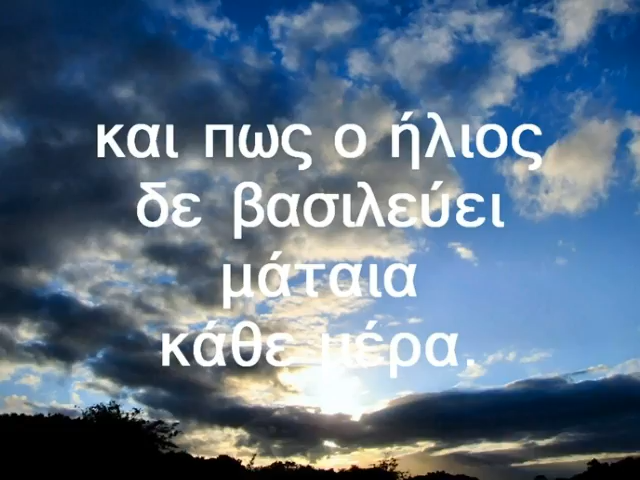 και πως ο ήλιος
δε βασιλεύει
μάταια
κάθε μέρα.